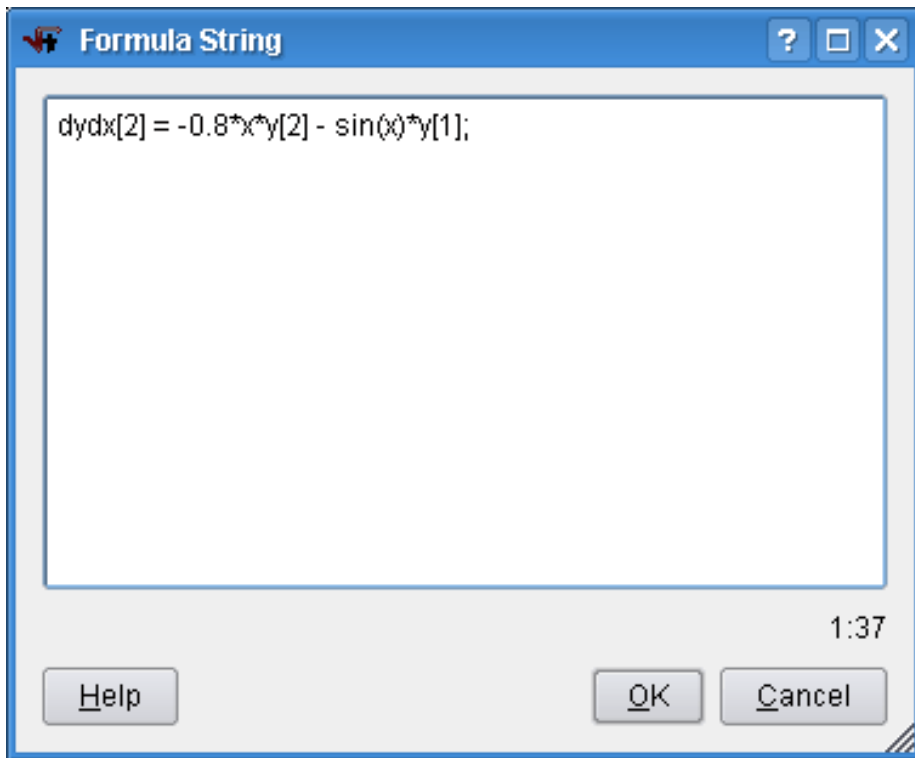 Formula String
dydx[2] = -0.8*x*y[2] - sin(x)*y[1];
1:37
Help
OK
Cancel